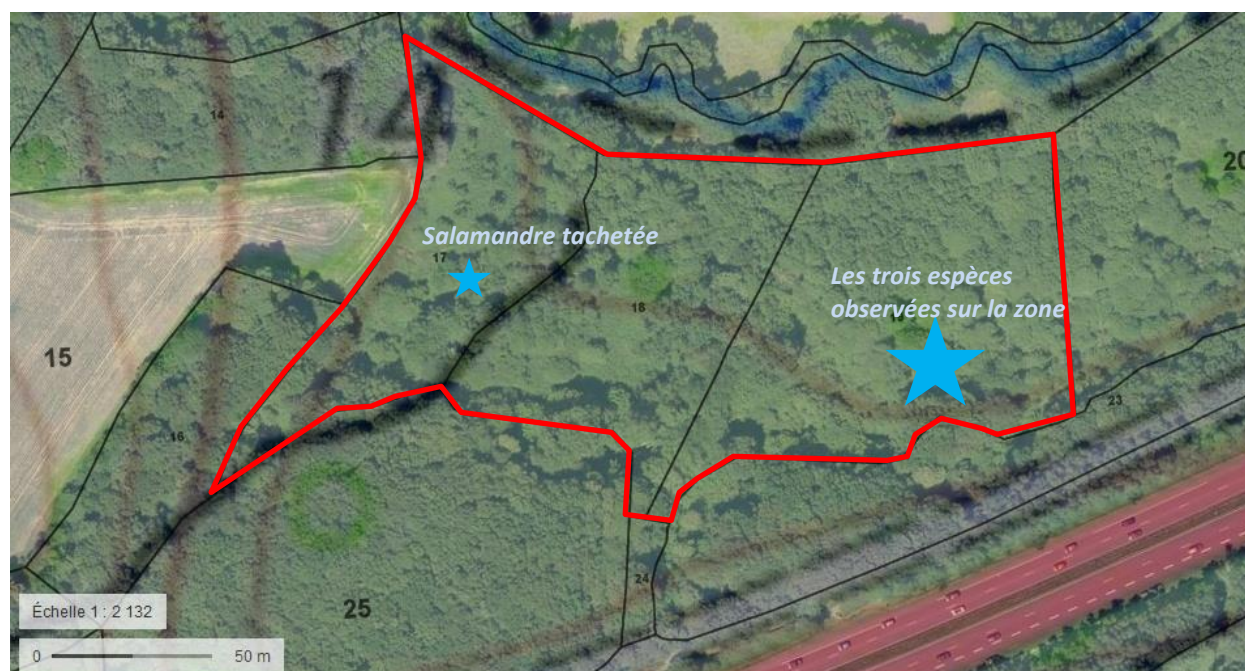 14
14
20
Salamandre tachetée
17
Les trois espèces
observées sur la zone
18
15
23
16
24
25
Échelle 1 : 2 132
0 50 m